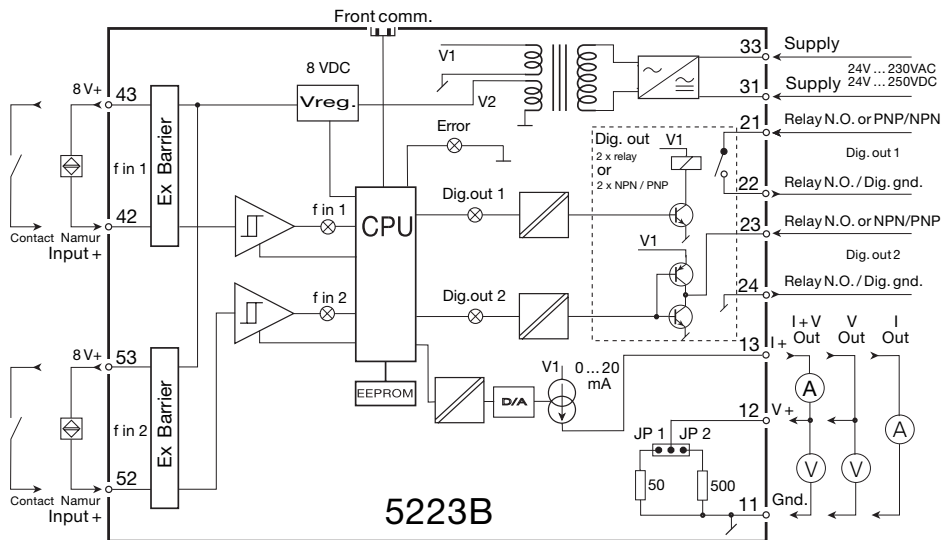 Front comm.
33 Supply
V1
8 VDC
24V ... 230VAC
24V ... 250VDC
31 Supply
8 V+ 43
Vreg.
V2
21 Relay N.O. or PNP/NPN
Error
Dig. out
2 x relay
or
2 x NPN / PNP
V1
Dig. out 1
f in 1
Ex Barrier
22 Relay N.O. / Dig. gnd.
f in 1
CPU
Dig.out 1
42
Contact Namur
Input +
23 Relay N.O. or NPN/PNP
V1
Dig. out 2
f in 2
Dig.out 2
24 Relay N.O. / Dig. gnd.
I + V
Out
V
Out
I
Out
13 I +
8 V+ 53
V1 0 ... 20
mA
EEPROM
D/A
A
12 V +
f in 2
Ex Barrier
JP 1 JP 2
A
V V
50 500
52
Contact Namur
Input +
11 Gnd.
5223B